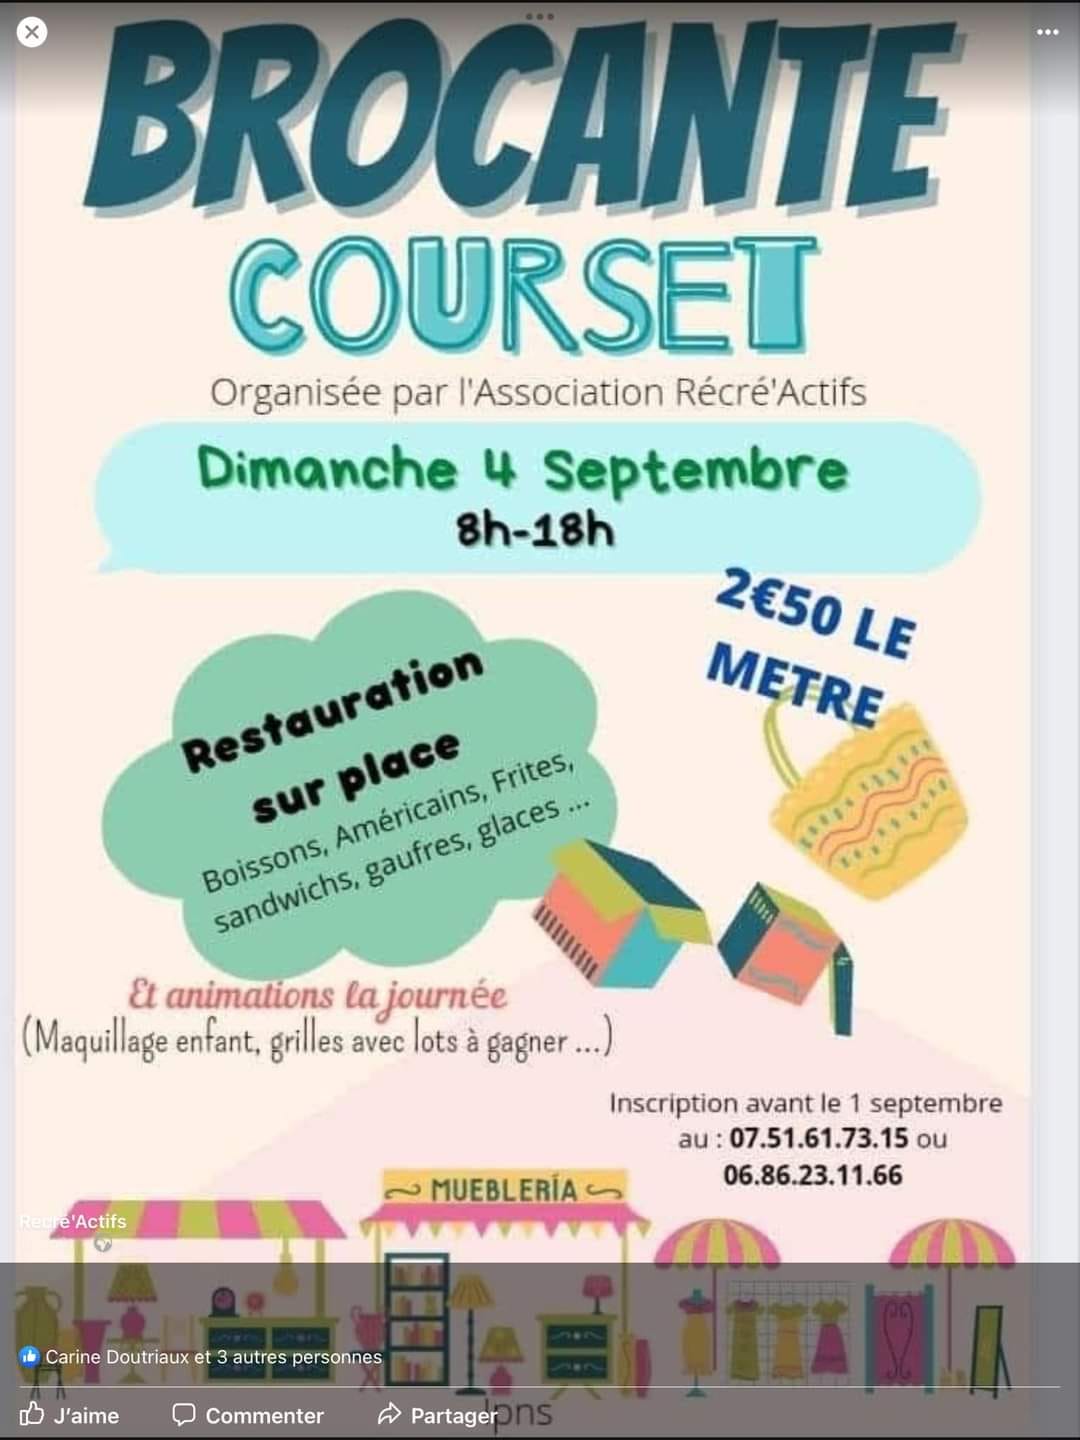 BROCANTE
COURSET
Organisée par l'Association Récré'Actifs
Dimanche 4 Septembre
8h-18h
2€50 LE
METRE
Restauration
sur place
Boissons, Américains, Frites,
sandwichs, gaufres, glaces ...
Et animations la journée
(Maquillage enfant, grilles avec lots à gagner ...)
Inscription avant le 1 septembre
au : 07.51.61.73.15 ou
06.86.23.11.66
MUEBLERÍA
Récré'Actifs
Carine Doutriaux et 3 autres personnes
J'aime
Commenter
Partager
Ipns